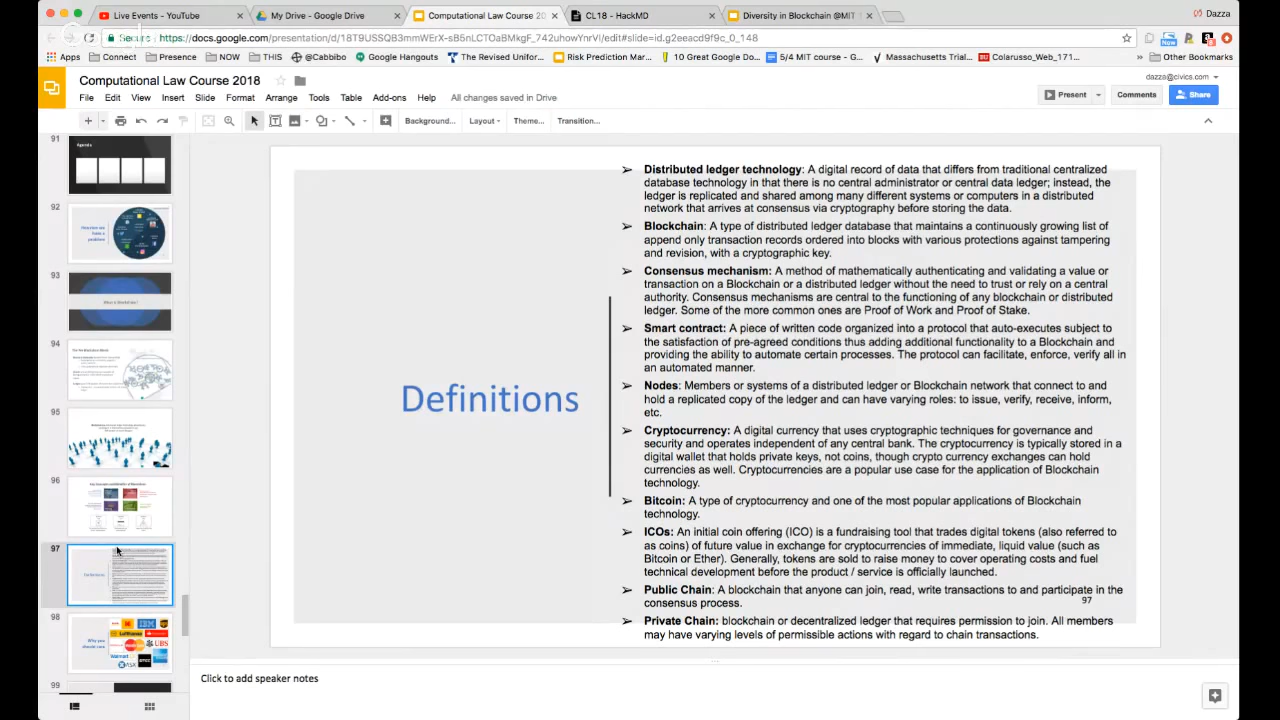 Live Events - YouTube
My Drive - Google Drive
Computational Law Course 20
CL18 - HackMD
Diversity in Blockchain @MIT
Dazza
Secure
https://docs.google.com/presentation/d/18T9USSQB3mmWErX-sB5nLCTOaBMkgF_742uhowYnrVI/edit#slide=id.g2eeacd9f9c_0_148
Apps
Connect
Presence
NOW
THIS
@Cabbibo
Google Hangouts
The Revised Unifor...
Risk Prediction Mar...
10 Great Google Do...
5/4 MIT course - G...
Massachusetts Trial...
Colarusso_Web_171...
Other Bookmarks
Computational Law Course 2018
dazza@civics.com
File Edit View Insert Slide Format Arrange Tools Table Add-ons Help All changes saved in Drive
Present
Comments
Share
Background...
Layout
Theme...
Transition...
91
Agenda
92
93
What is Blockchain?
94
95
96
97
Definitions
98
Why you should care
IBM
UBS
Walmart
99
Definitions
➢ Distributed ledger technology: A digital record of data that differs from traditional centralized
database technology in that there is no central administrator or central data ledger; instead, the
ledger is replicated and shared among many different systems or computers in a distributed
network that arrives at consensus via cryptography before storing the data.
➢ Blockchain: A type of distributed ledger database that maintains a continuously growing list of
append only transaction records ordered into blocks with various protections against tampering
and revision, with a cryptographic key.
➢ Consensus mechanism: A method of mathematically authenticating and validating a value or
transaction on a Blockchain or a distributed ledger without the need to trust or rely on a central
authority. Consensus mechanisms are central to the functioning of any blockchain or distributed
ledger. Some of the more common ones are Proof of Work and Proof of Stake.
➢ Smart contract: A piece of written code organized into a protocol that auto-executes subject to
the satisfaction of pre-agreed conditions thus adding additional functionality to a Blockchain and
providing the ability to automate certain processes. The protocol can facilitate, enforce, verify all in
an automated manner.
➢ Nodes: Members or systems of a distributed ledger or Blockchain network that connect to and
hold a replicated copy of the ledger and can have varying roles: to issue, verify, receive, inform,
etc.
➢ Cryptocurrency: A digital currency that uses cryptographic techniques for governance and
security and operates independent of any central bank. The cryptocurrency is typically stored in a
digital wallet that holds private keys, not coins, though crypto currency exchanges can hold
currencies as well. Cryptocurrencies are a popular use case for the application of Blockchain
technology.
➢ Bitcoin: A type of cryptocurrency and one of the most popular applications of Blockchain
technology.
➢ ICOs: An initial coin offering (ICO) is a fundraising tool that trades digital tokens (also referred to
as coins) of future value in exchange for cryptocurrencies of immediate, liquid value (such as
Bitcoin or Ether). Generally, tokens are used to raise money to cover operating costs and fuel
technical development before the product / service is officially launched.
➢ Public Chain: A blockchain that anyone can join, read, write transactions to and participate in the
consensus process.
97
➢ Private Chain: blockchain or decentralized ledger that requires permission to join. All members
may have varying levels of permissioned access with regard to chain transactions.
Click to add speaker notes